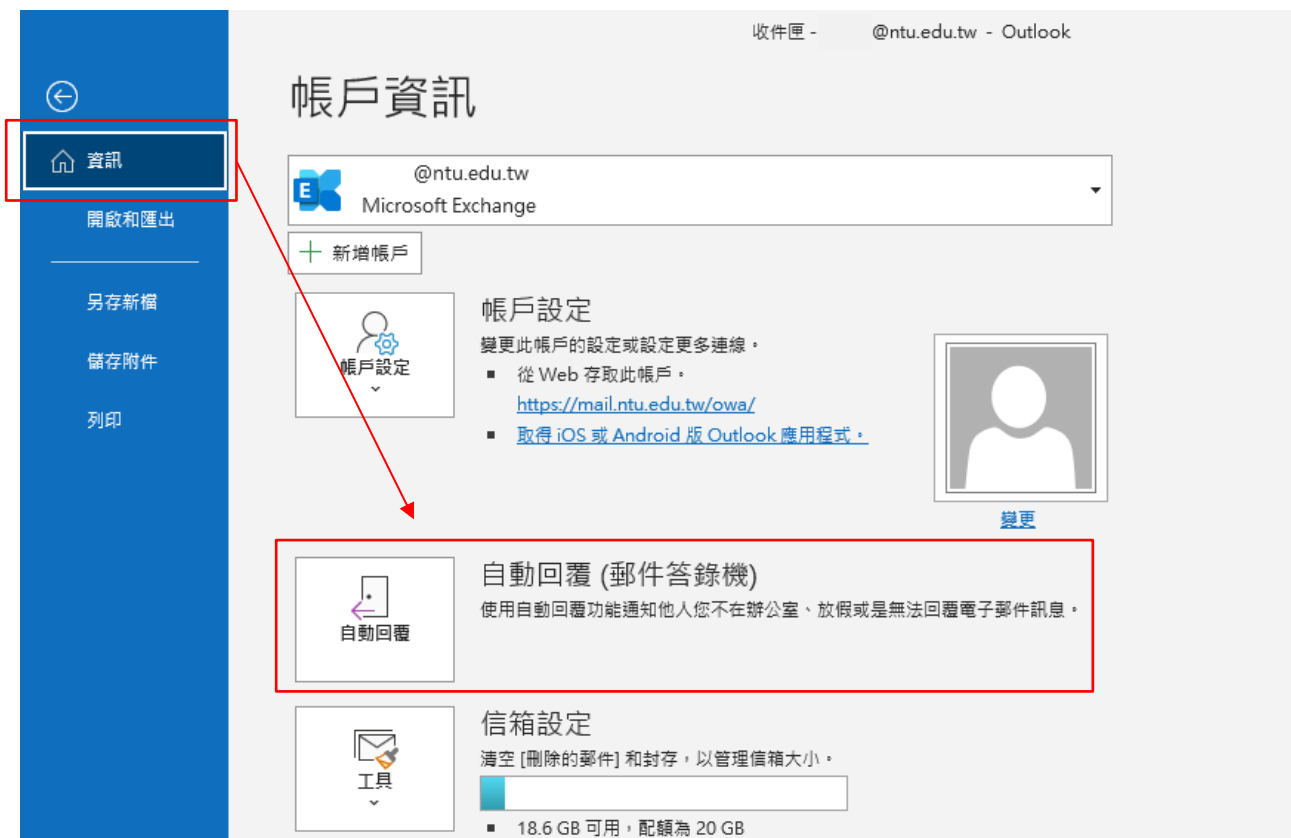 收件匣 - @ntu.edu.tw - Outlook
帳戶資訊
資訊
開啟和匯出
另存新檔
儲存附件
列印
@ntu.edu.tw
Microsoft Exchange
新增帳戶
帳戶設定
帳戶設定
變更此帳戶的設定或設定更多連線。
從 Web 存取此帳戶。
https://mail.ntu.edu.tw/owa/
取得 iOS 或 Android 版 Outlook 應用程式。
變更
自動回覆
自動回覆 (郵件答錄機)
使用自動回覆功能通知他人您不在辦公室、放假或是無法回覆電子郵件訊息。
工具
信箱設定
清空 [刪除的郵件] 和封存，以管理信箱大小。
18.6 GB 可用，配額為 20 GB